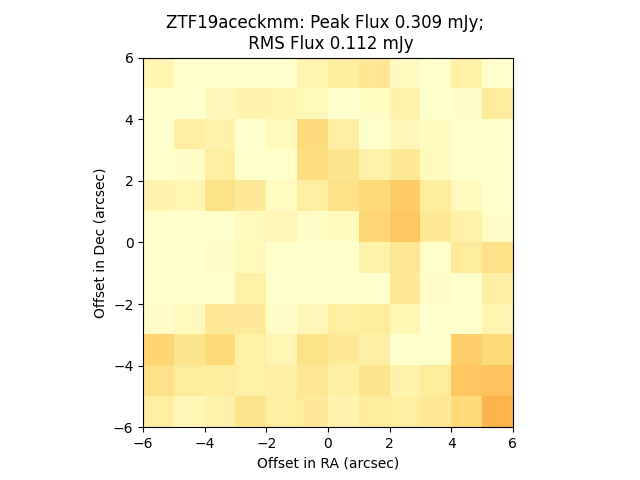 ZTF19aceckmm: Peak Flux 0.309 mJy;
RMS Flux 0.112 mJy
6
4
2
0
−2
−4
−6
Offset in Dec (arcsec)
−6 −4 −2 0 2 4 6
Offset in RA (arcsec)